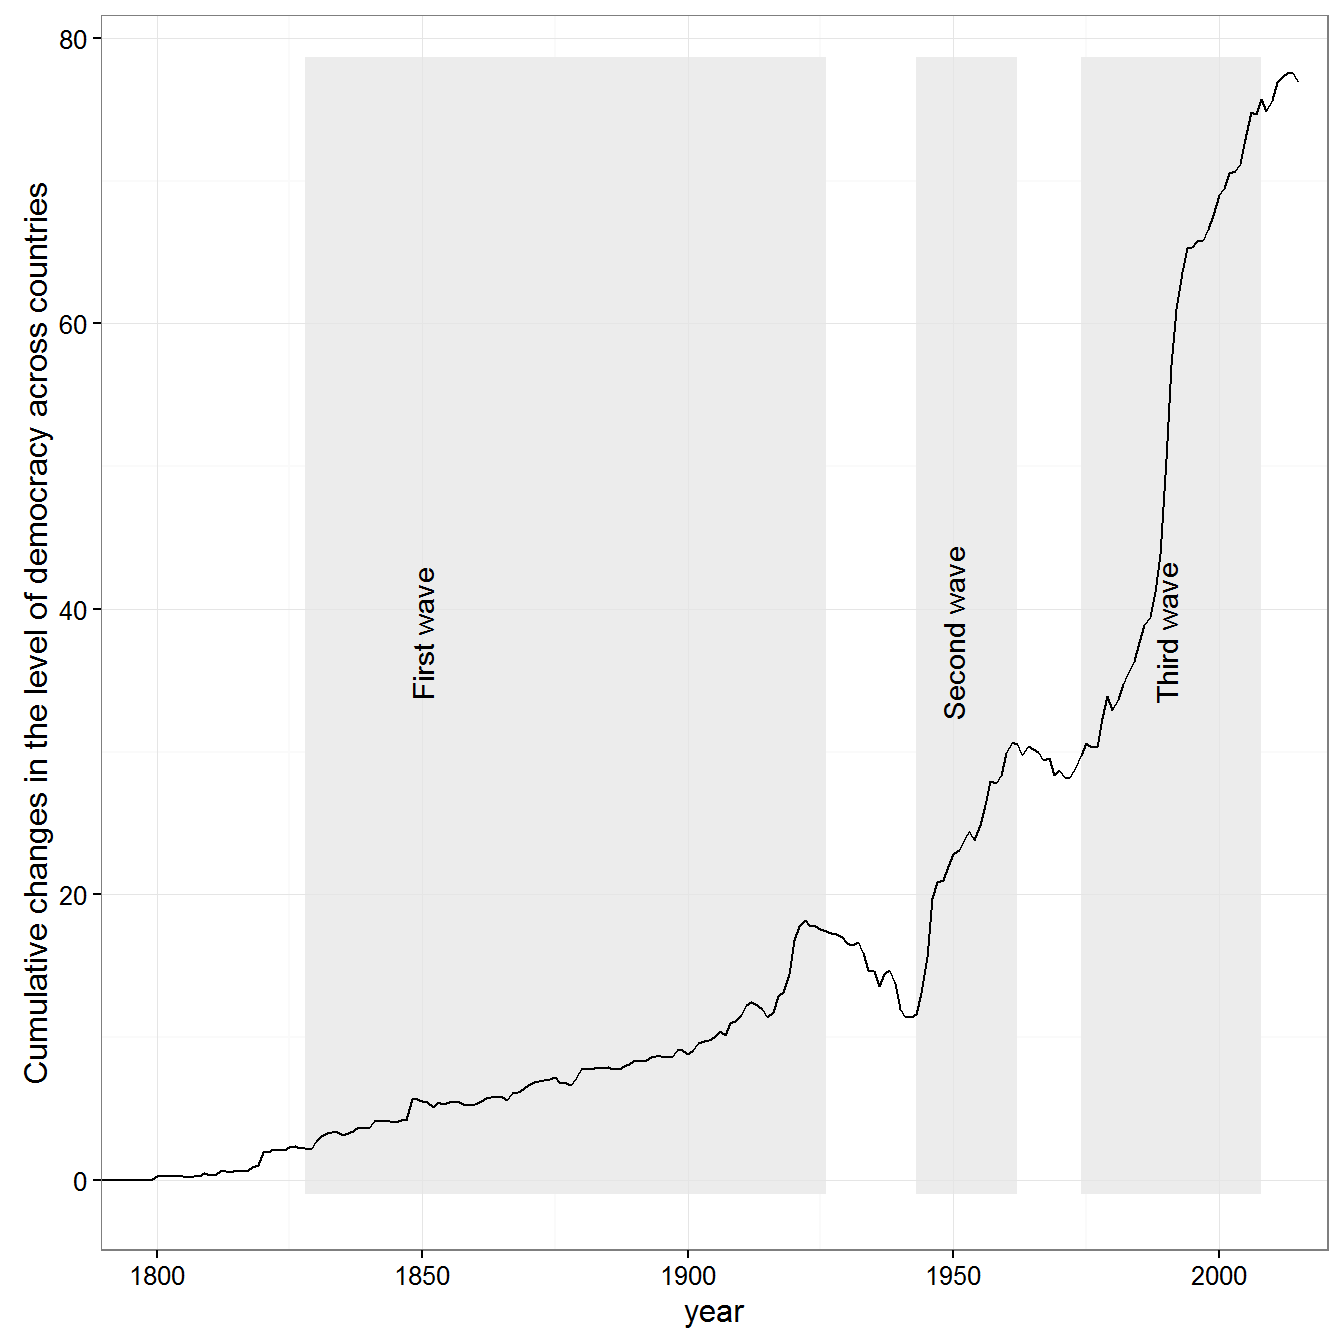 Cumulative changes in the level of democracy across countries
80
60
40
20
0
First wave
Second wave
Third wave
1800
1850
1900
1950
2000
year